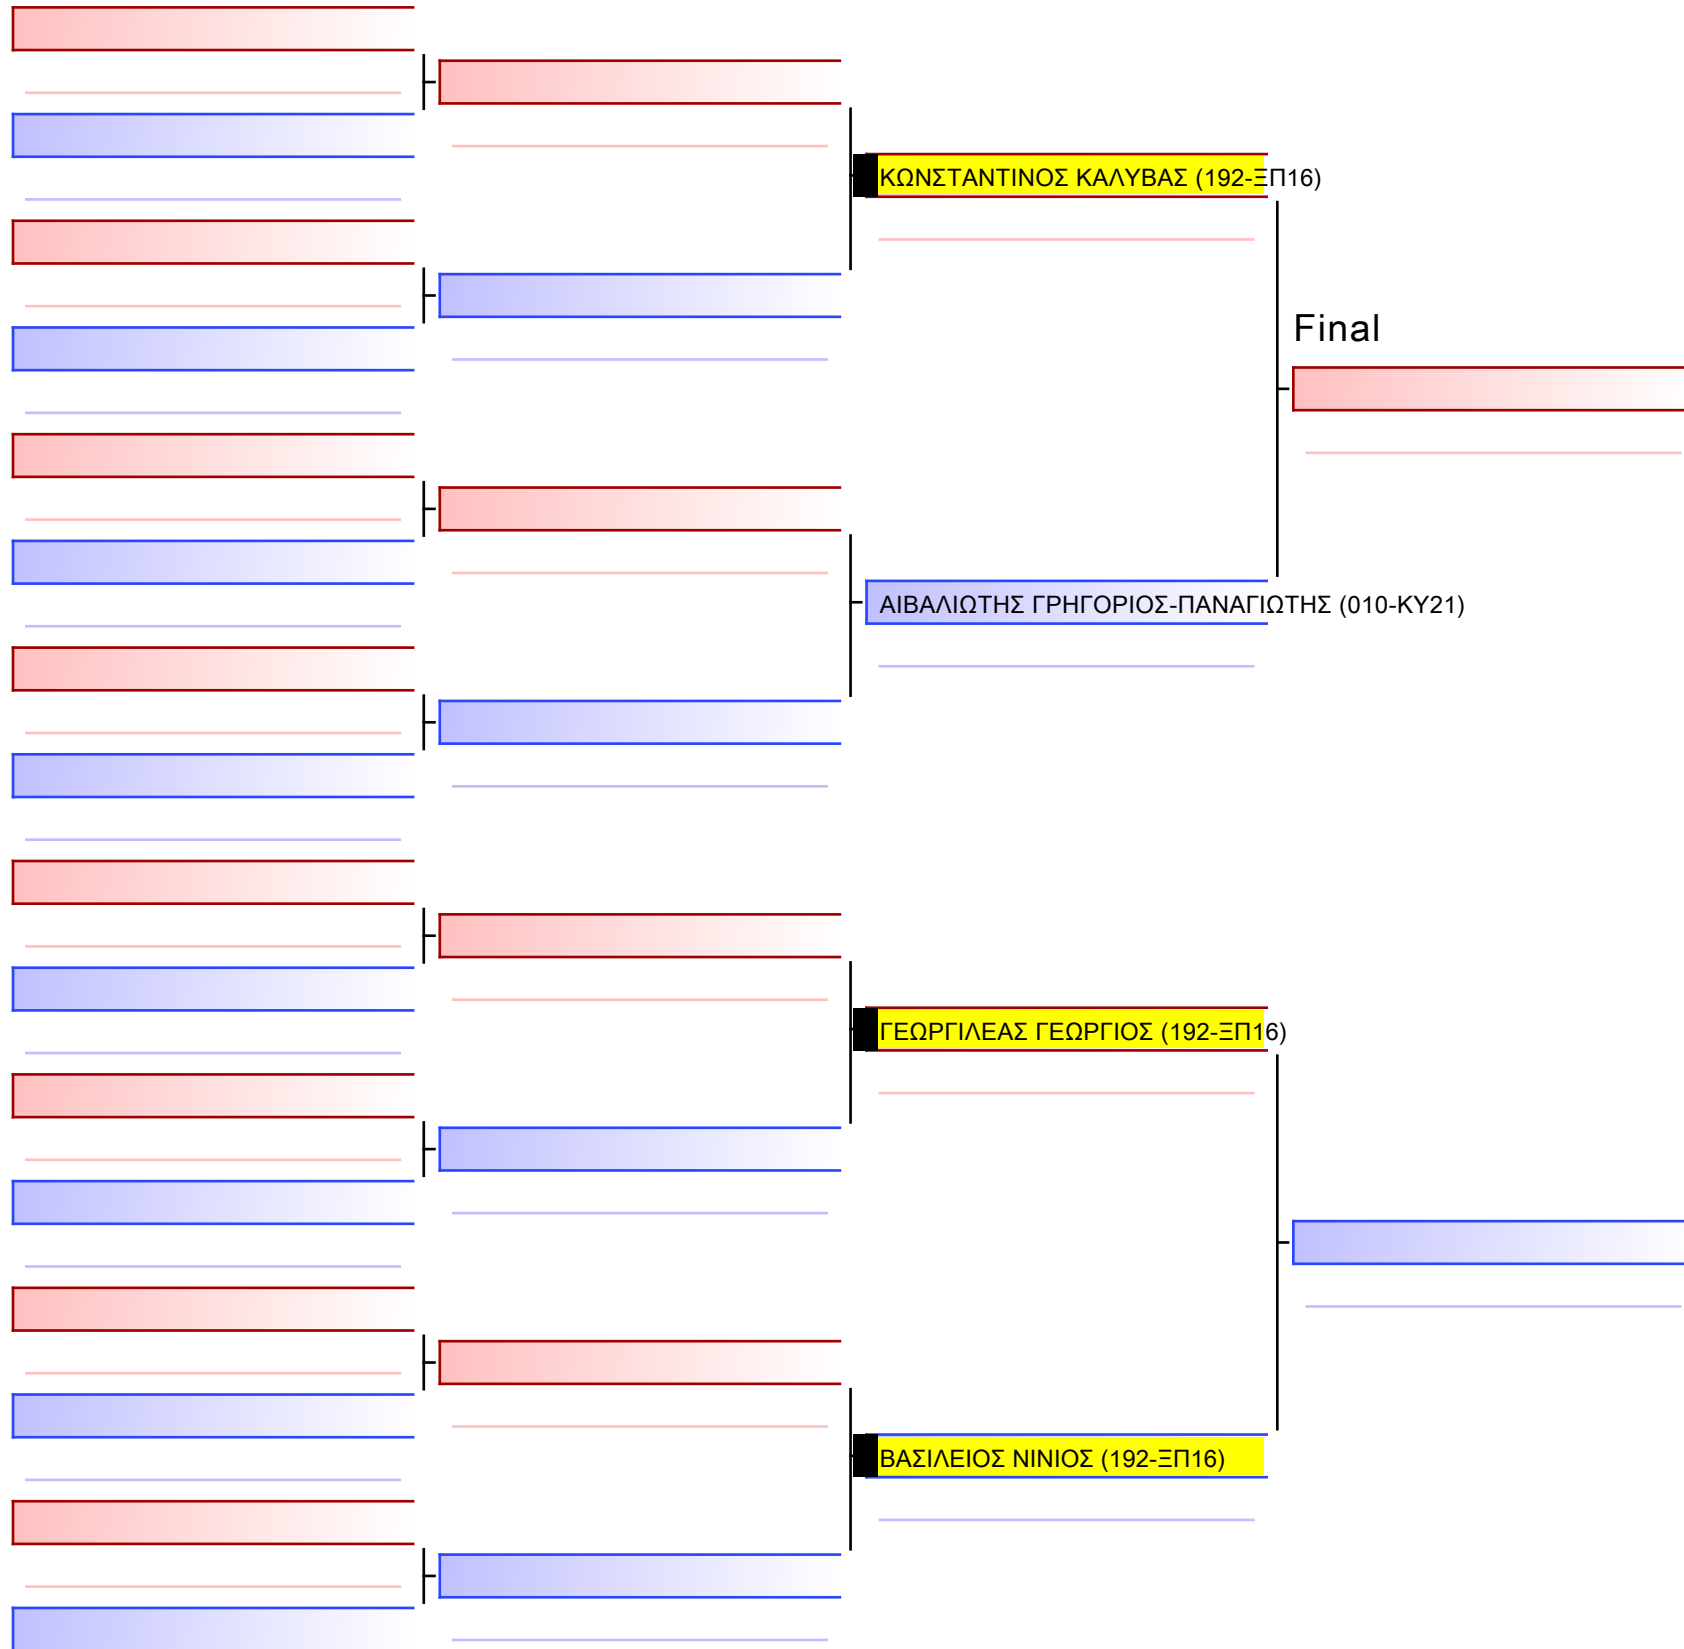 ΚΩΝΣΤΑΝΤΙΝΟΣ ΚΑΛΥΒΑΣ (192-ΞΠ16)
Final
ΑΙΒΑΛΙΩΤΗΣ ΓΡΗΓΟΡΙΟΣ-ΠΑΝΑΓΙΩΤΗΣ (010-ΚΥ21)
ΓΕΩΡΓΙΛΕΑΣ ΓΕΩΡΓΙΟΣ (192-ΞΠ16)
ΒΑΣΙΛΕΙΟΣ ΝΙΝΙΟΣ (192-ΞΠ16)